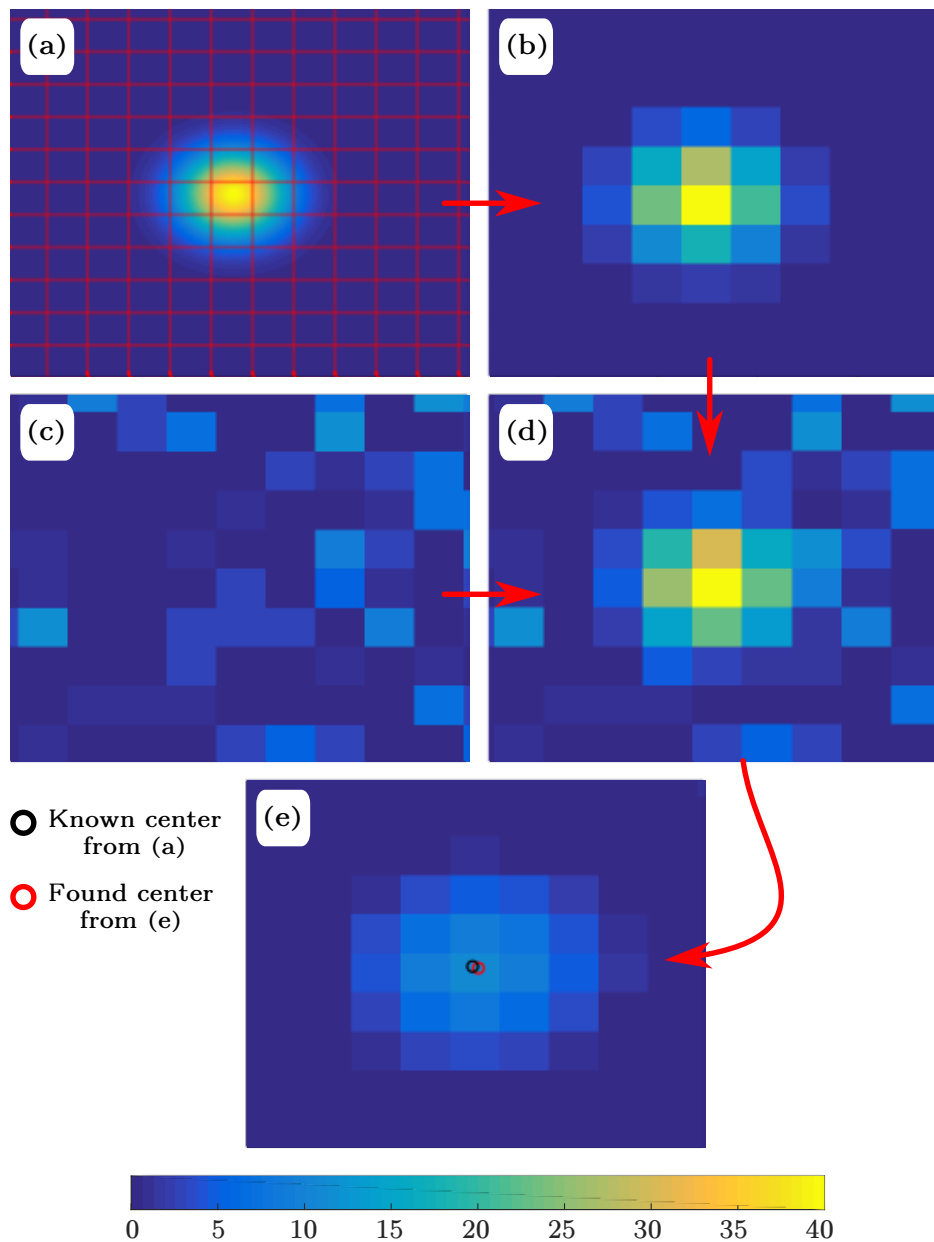 (a)
(b)
(c)
(d)
(e)
Known center
from (a)
Found center
from (e)
0 5 10 15 20 25 30 35 40